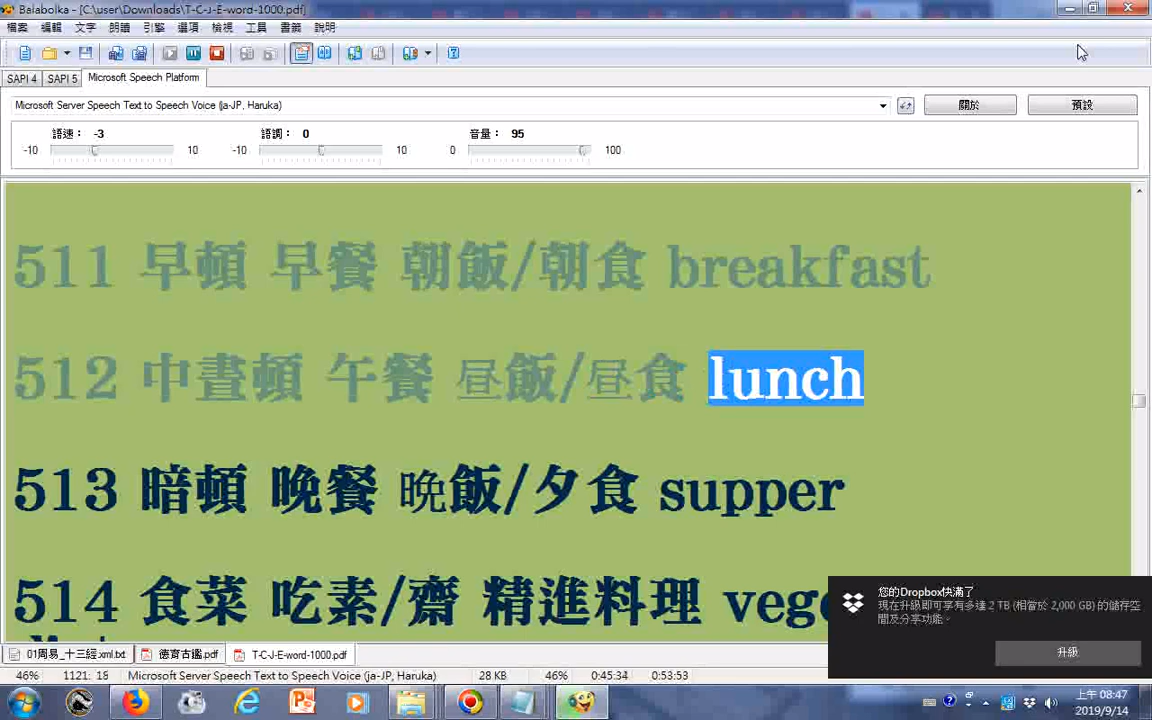 Balabolka - [C:\user\Downloads\T-C-J-E-word-1000.pdf]
檔案 編輯 文字 朗讀 引擎 選項 檢視 工具 書籤 說明
SAPI 4 SAPI 5 Microsoft Speech Platform
Microsoft Server Speech Text to Speech Voice (ja-JP, Haruka) 關於 預設
語速： -3 語調： 0 音量： 95
-10 10 -10 10 0 100
511 早頓 早餐 朝飯/朝食 breakfast
512 中晝頓 午餐 昼飯/昼食 lunch
513 暗頓 晚餐 晩飯/夕食 supper
514 食菜 吃素/齋 精進料理
您的Dropbox快滿了
現在升級即可享有多達 2 TB (相當於 2,000 GB) 的儲存空
間及分享功能。
升級
01周易_十三經.xml.txt 德育古鑑.pdf T-C-J-E-word-1000.pdf
46% 1121: 18 Microsoft Server Speech Text to Speech Voice (ja-JP, Haruka) 28 KB 46% 0:45:34 0:53:53
上午 08:47
2019/9/14